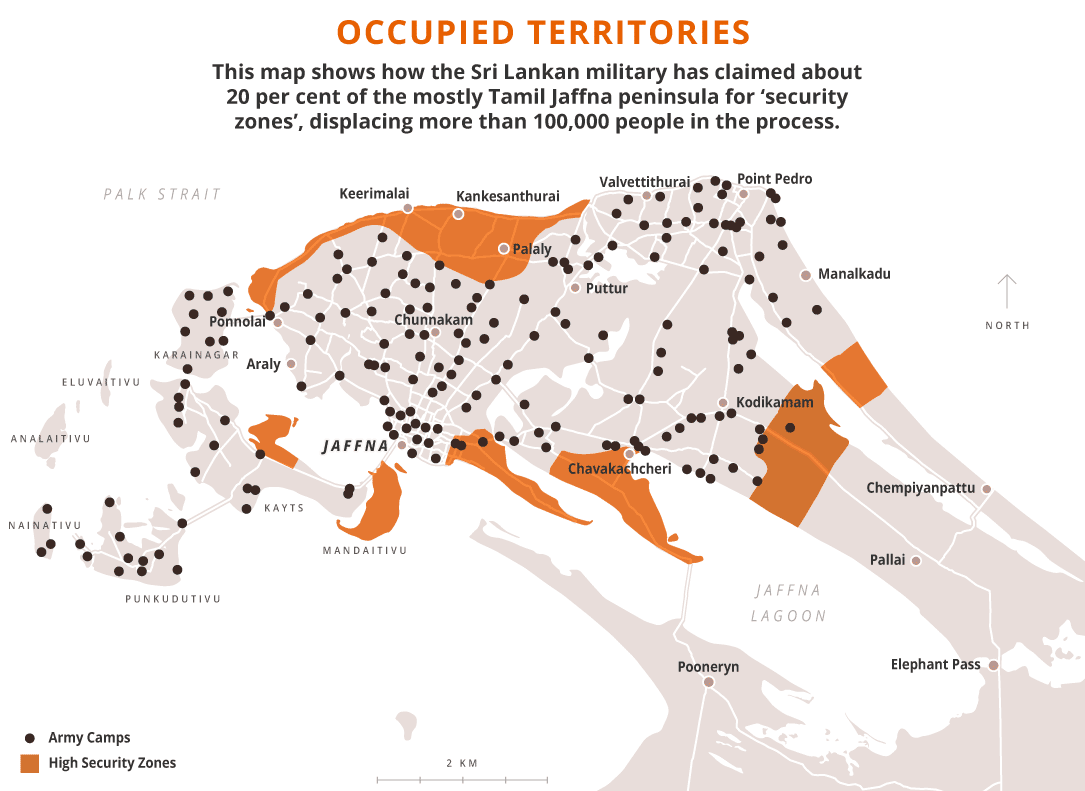 OCCUPIED TERRITORIES
This map shows how the Sri Lankan military has claimed about
20 per cent of the mostly Tamil Jaffna peninsula for ‘security
zones’, displacing more than 100,000 people in the process.
PALK STRAIT
Keerimalai
Kankesanthurai
Valvettithurai
Point Pedro
Palaly
Manalkadu
Puttur
NORTH
Ponnolai
Chunnakam
KARAINAGAR
Araly
ELUVAITIVU
Kodikamam
ANALAITIVU
JAFFNA
Chavakachcheri
Chempiyanpattu
KAYTS
NAINATIVU
MANDAITIVU
Pallai
PUNKUDUTIVU
JAFFNA
LAGOON
Pooneryn
Elephant Pass
Army Camps
High Security Zones
2 KM